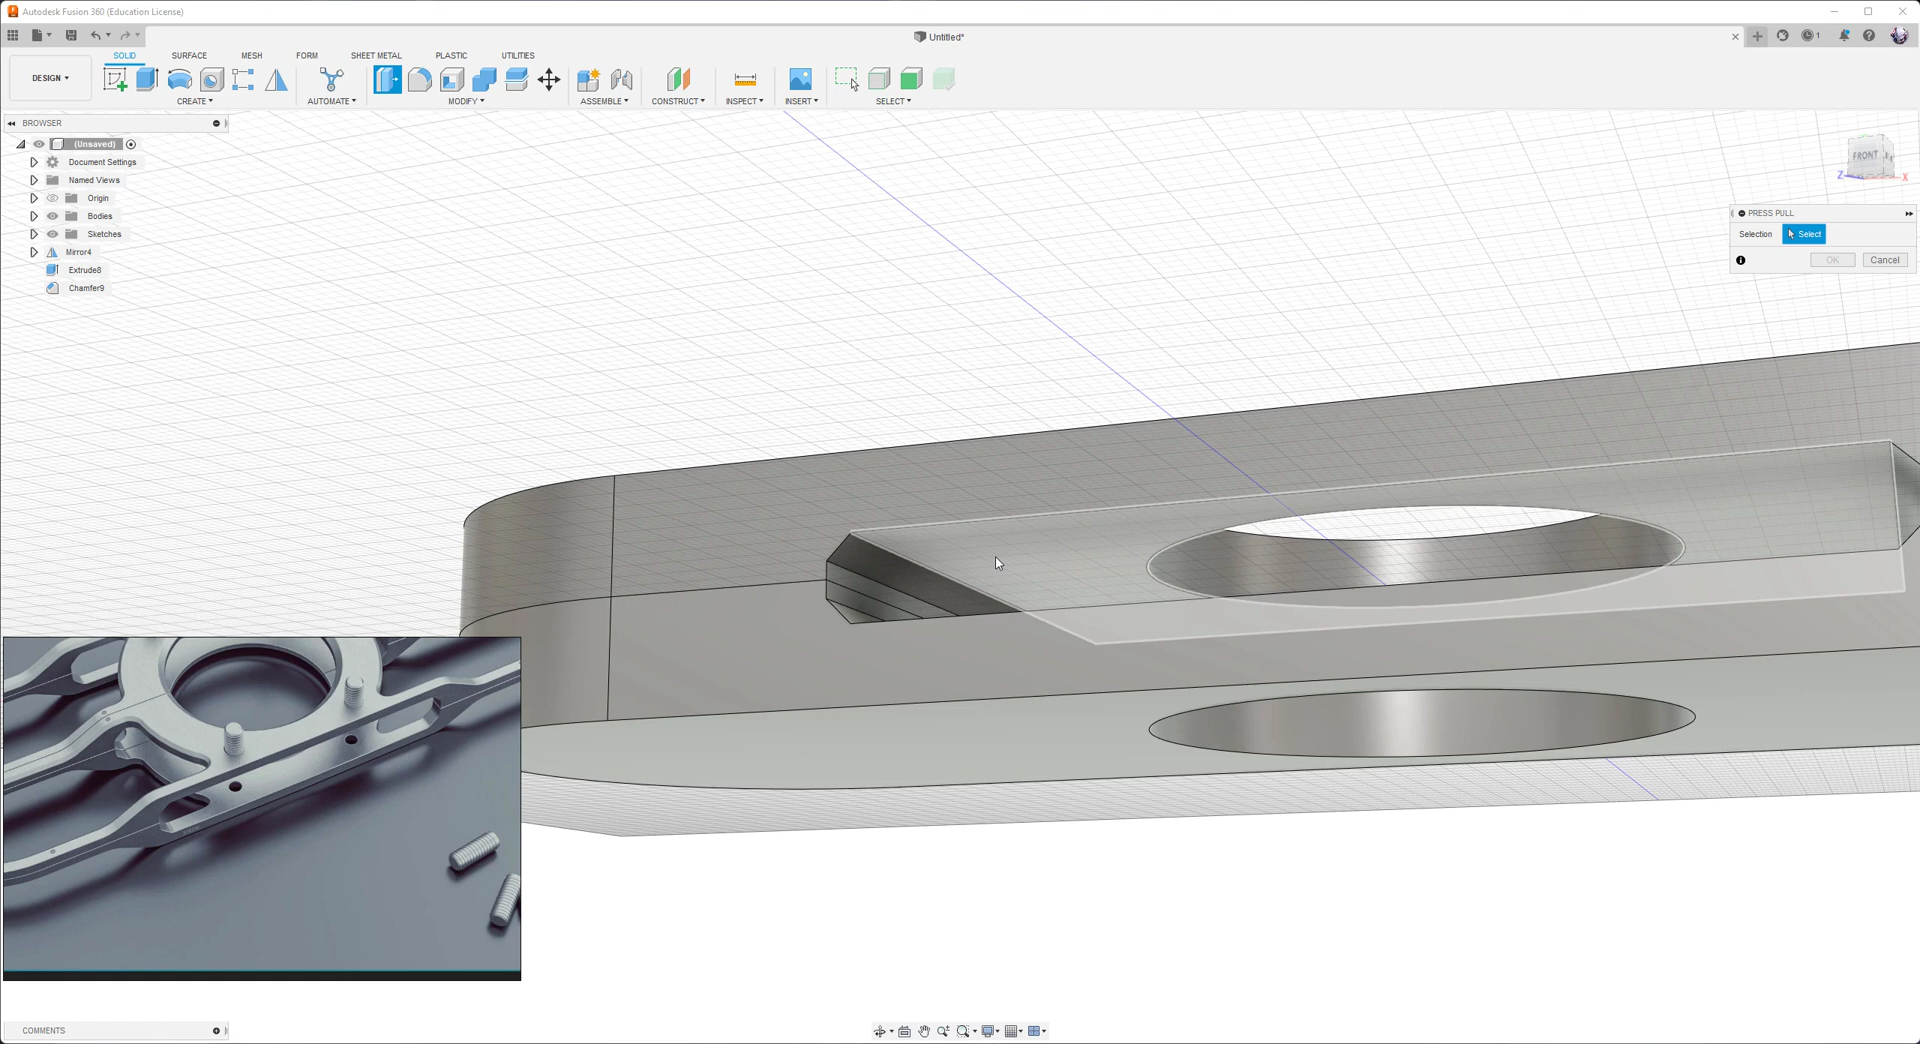 Autodesk Fusion 360 (Education License)
Untitled*
1
SOLID
SURFACE
MESH
FORM
SHEET METAL
PLASTIC
UTILITIES
DESIGN
CREATE
AUTOMATE
MODIFY
ASSEMBLE
CONSTRUCT
INSPECT
INSERT
SELECT
BROWSER
(Unsaved)
Document Settings
Named Views
Origin
Bodies
Sketches
Mirror4
Extrude8
Chamfer9
FRONT
Z
X
PRESS PULL
Selection
Select
OK
Cancel
COMMENTS